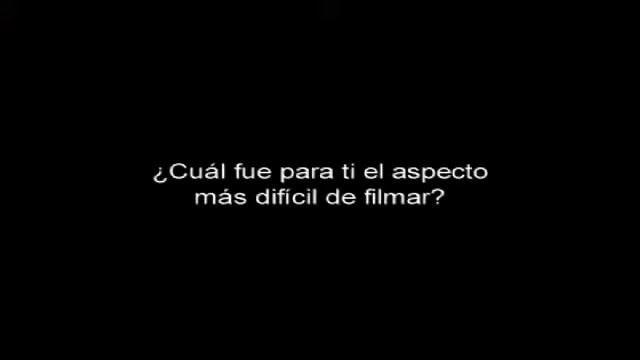 ¿Cuál fue para ti el aspecto
más difícil de filmar?